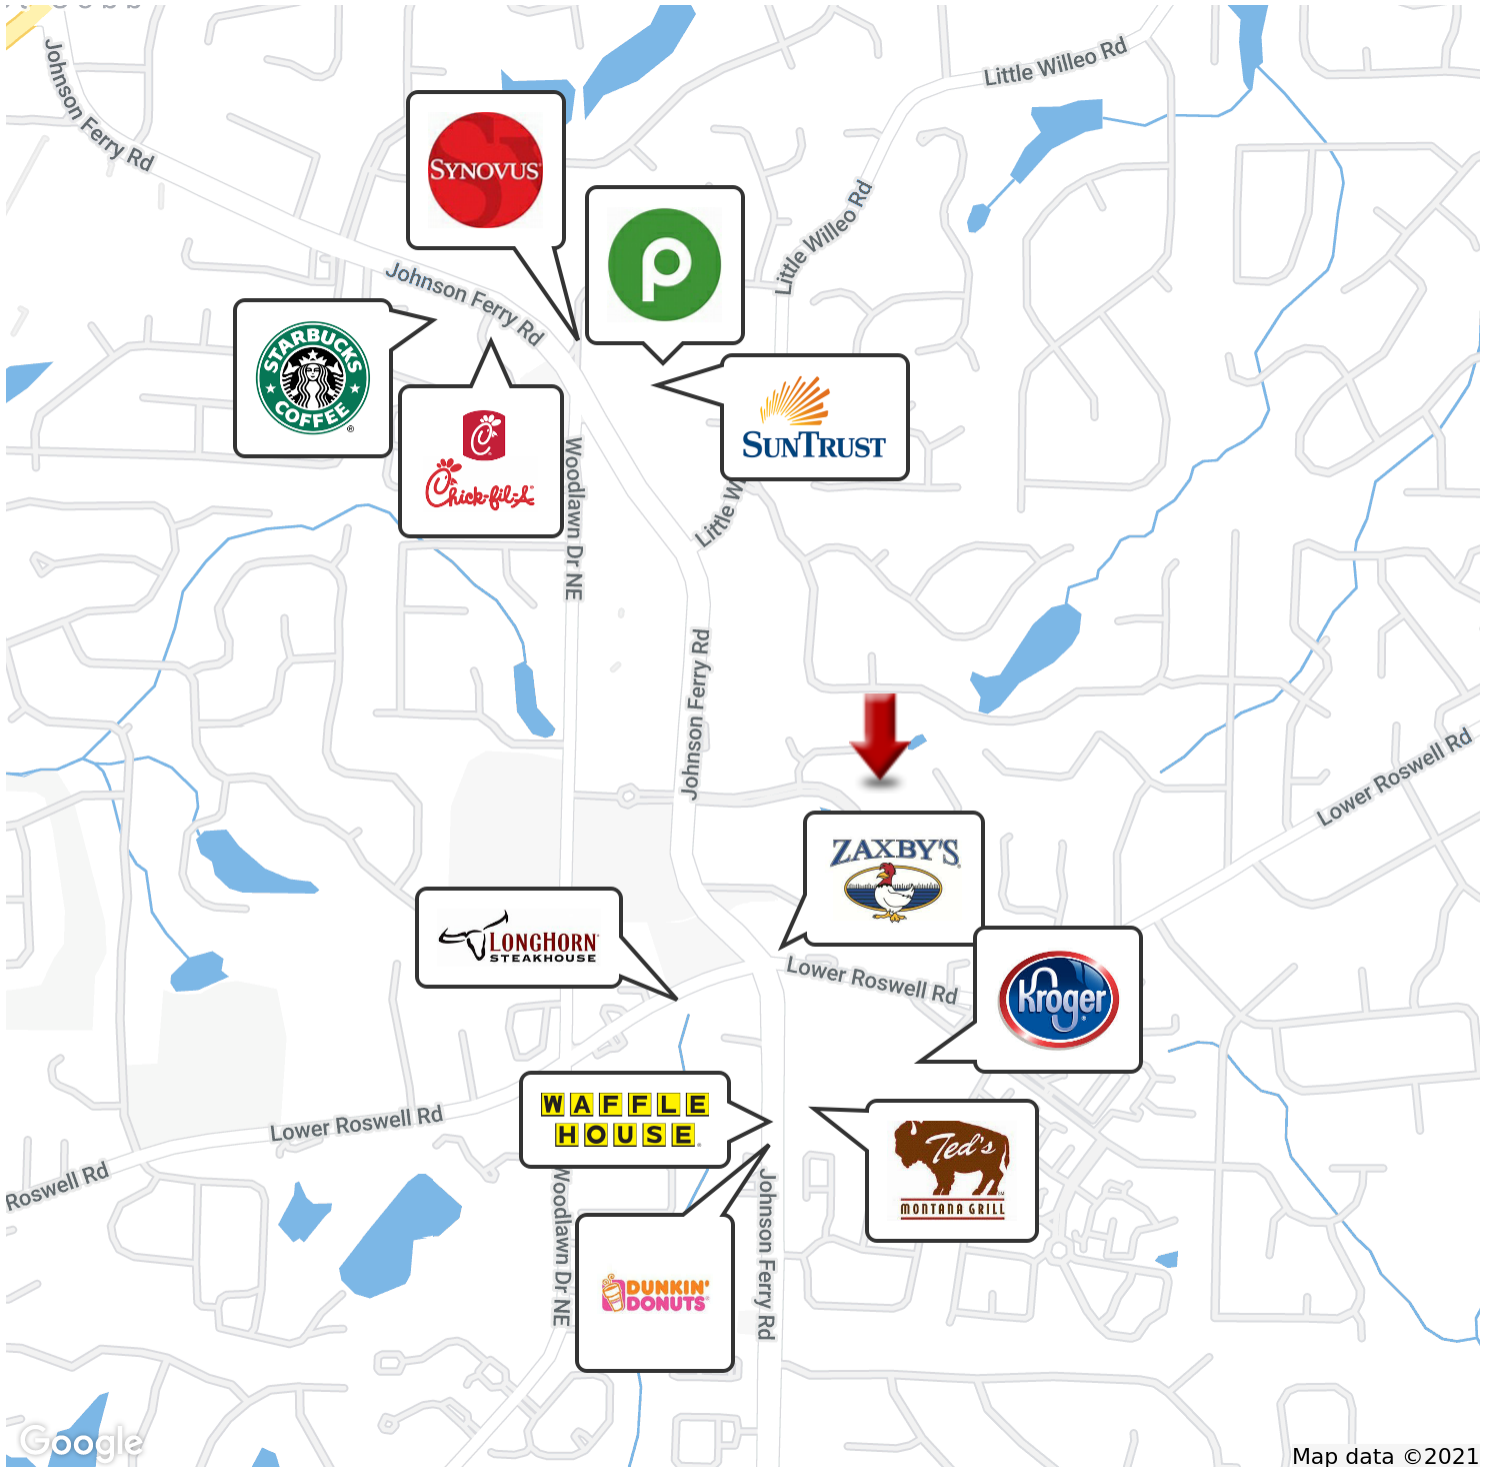 Johnson Ferry Rd
Little Willeo Rd
SYNOVUS
Little Willeo Rd
Johnson Ferry Rd
STARBUCKS
COFFEE
®
SUNTRUST
Chick-fil-A
Woodlawn Dr NE
Little W
Johnson Ferry Rd
Lower Roswell Rd
ZAXBY'S
LONGHORN
STEAKHOUSE
Lower Roswell Rd
Kroger
WAFFLE
HOUSE
Lower Roswell Rd
Ted's
MONTANA GRILL
Roswell Rd
Woodlawn Dr NE
Johnson Ferry Rd
DUNKIN'
DONUTS
Google
Map data ©2021